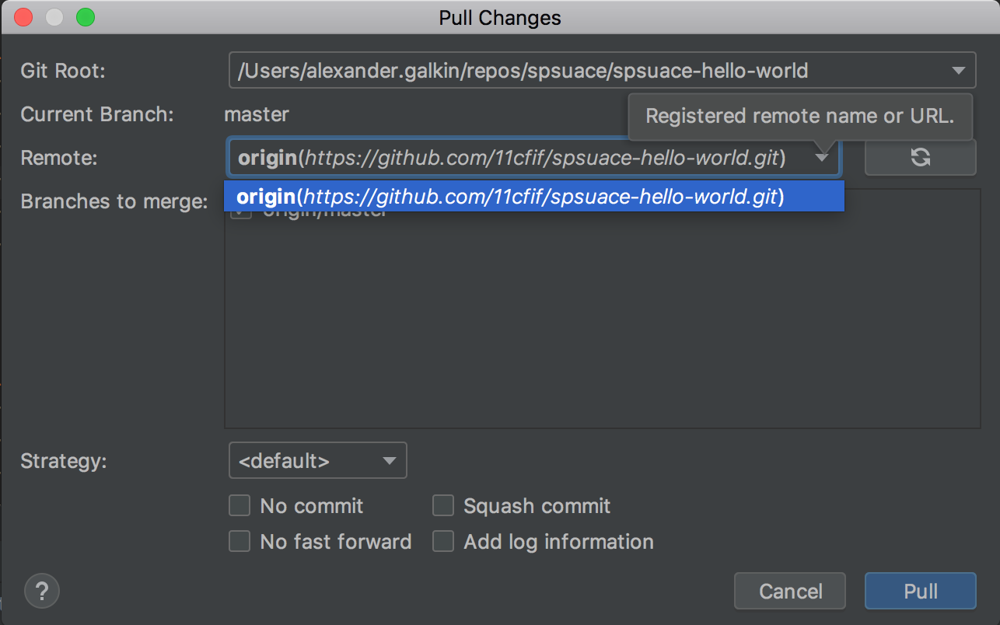 Pull Changes
Git Root: /Users/alexander.galkin/repos/spsuace/spsuace-hello-world
Current Branch: master
Registered remote name or URL.
Remote: origin(https://github.com/11cfif/spsuace-hello-world.git)
origin(https://github.com/11cfif/spsuace-hello-world.git)
Branches to merge: origin/master
Strategy: <default>
No commit Squash commit
No fast forward Add log information
? Cancel Pull